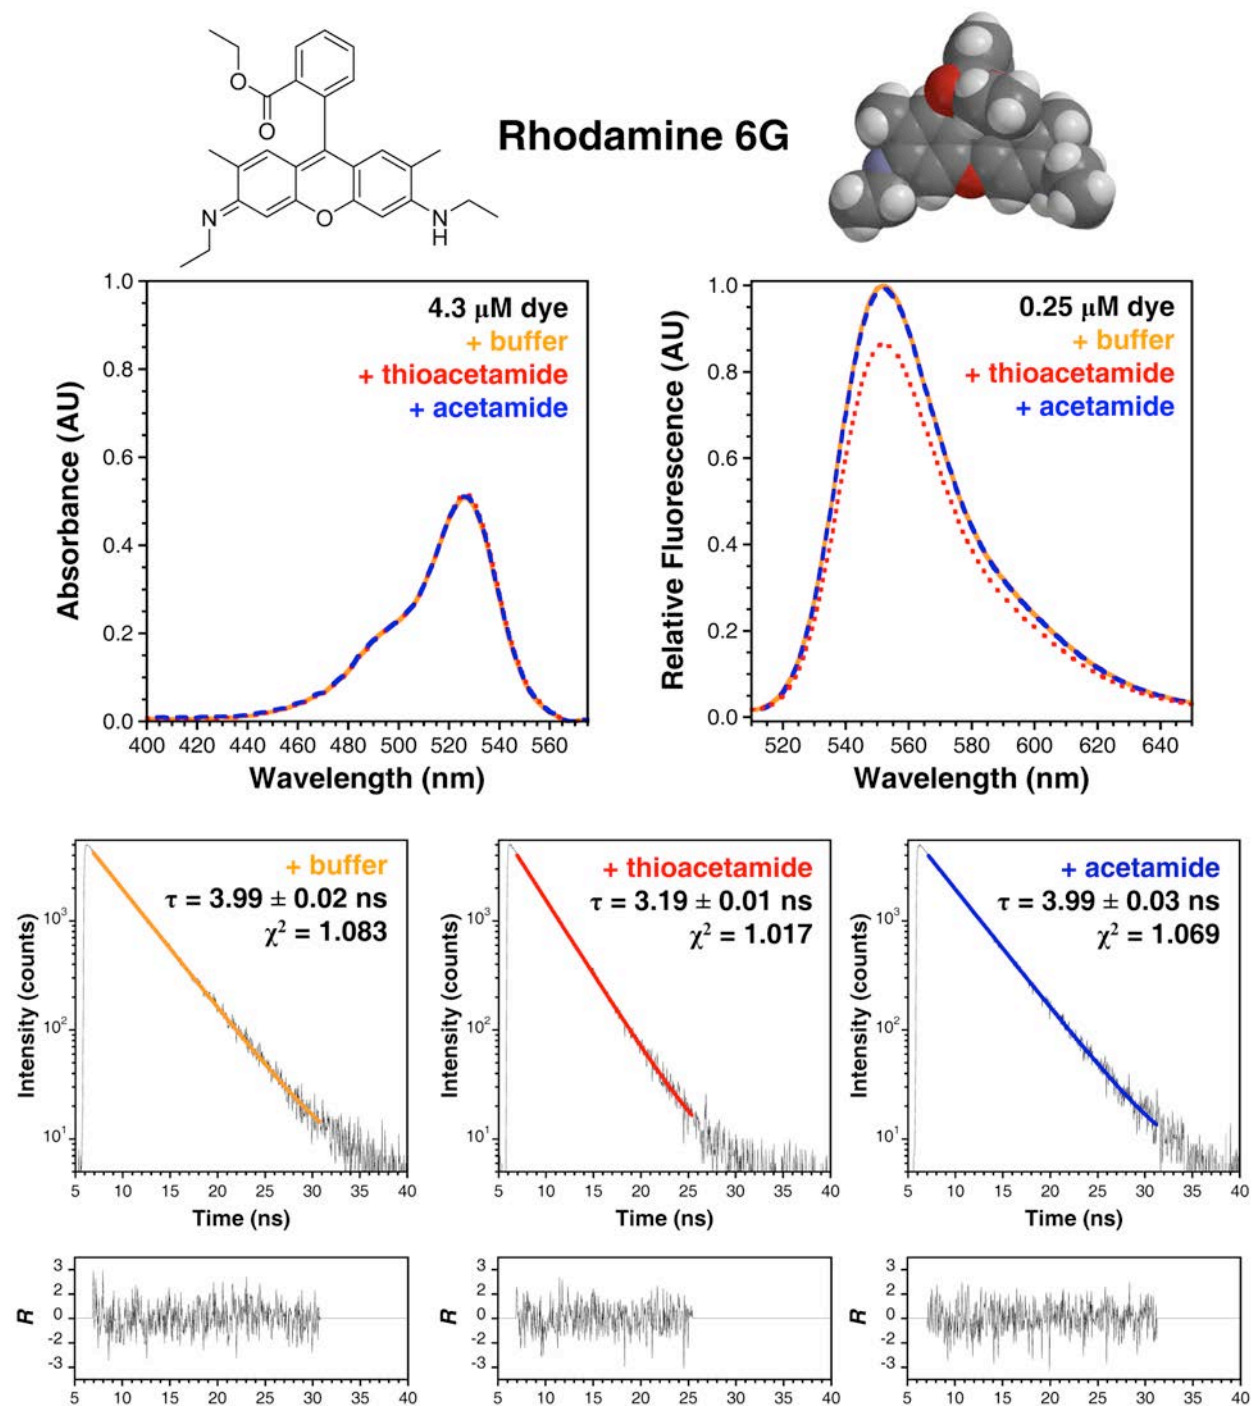 O
O
Rhodamine 6G
N
O
N
H
1.0
0.8
0.6
0.4
0.2
0.0
Absorbance (AU)
4.3 μM dye
+ buffer
+ thioacetamide
+ acetamide
400 420 440 460 480 500 520 540 560
Wavelength (nm)
1.0
0.8
0.6
0.4
0.2
0.0
Relative Fluorescence (AU)
0.25 μM dye
+ buffer
+ thioacetamide
+ acetamide
520 540 560 580 600 620 640
Wavelength (nm)
Intensity (counts)
10³
10²
10¹
+ buffer
τ = 3.99 ± 0.02 ns
χ² = 1.083
5 10 15 20 25 30 35 40
Time (ns)
Intensity (counts)
10³
10²
10¹
+ thioacetamide
τ = 3.19 ± 0.01 ns
χ² = 1.017
5 10 15 20 25 30 35 40
Time (ns)
Intensity (counts)
10³
10²
10¹
+ acetamide
τ = 3.99 ± 0.03 ns
χ² = 1.069
5 10 15 20 25 30 35 40
Time (ns)
R
3
2
0
-2
-3
5 10 15 20 25 30 35 40
R
3
2
0
-2
-3
5 10 15 20 25 30 35 40
R
3
2
0
-2
-3
5 10 15 20 25 30 35 40